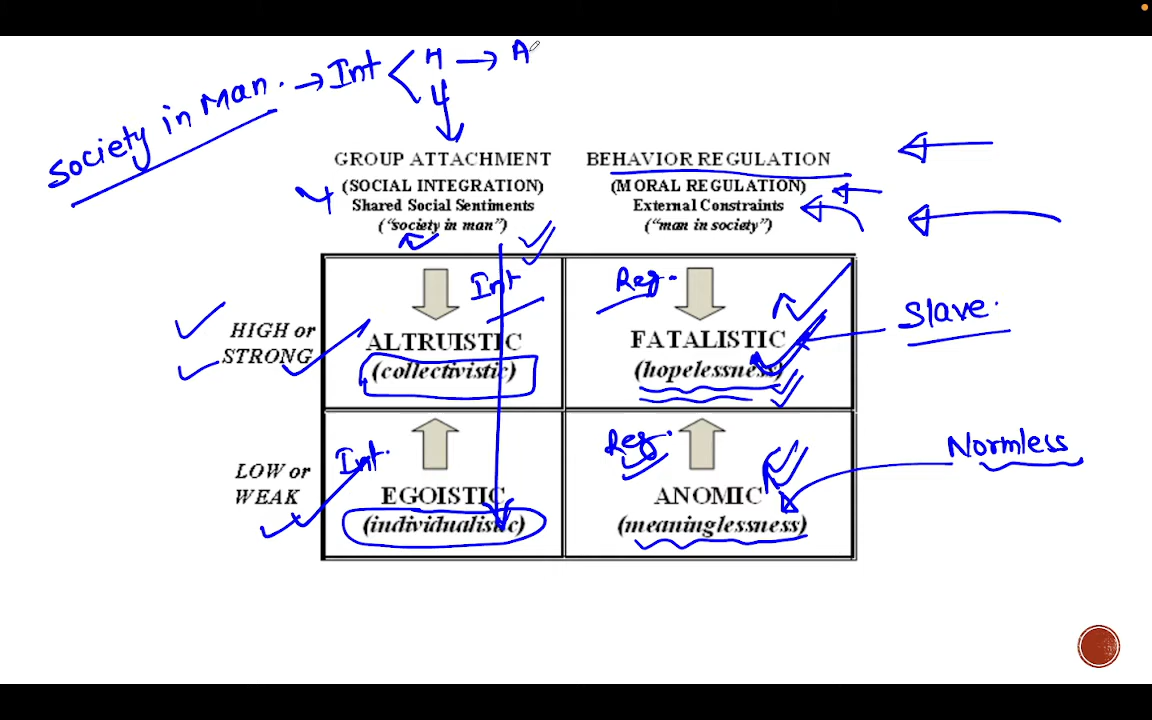 Society in Man. → Int < H → A
GROUP ATTACHMENT
(SOCIAL INTEGRATION)
Shared Social Sentiments
("society in man")
BEHAVIOR REGULATION
(MORAL REGULATION)
External Constraints
("man in society")
HIGH or
STRONG
Int
ALTRUISTIC
(collectivistic)
Reg.
FATALISTIC
(hopelessness)
Slave.
LOW or
WEAK
Int.
EGOISTIC
(individualistic)
Reg.
ANOMIC
(meaninglessness)
Normless